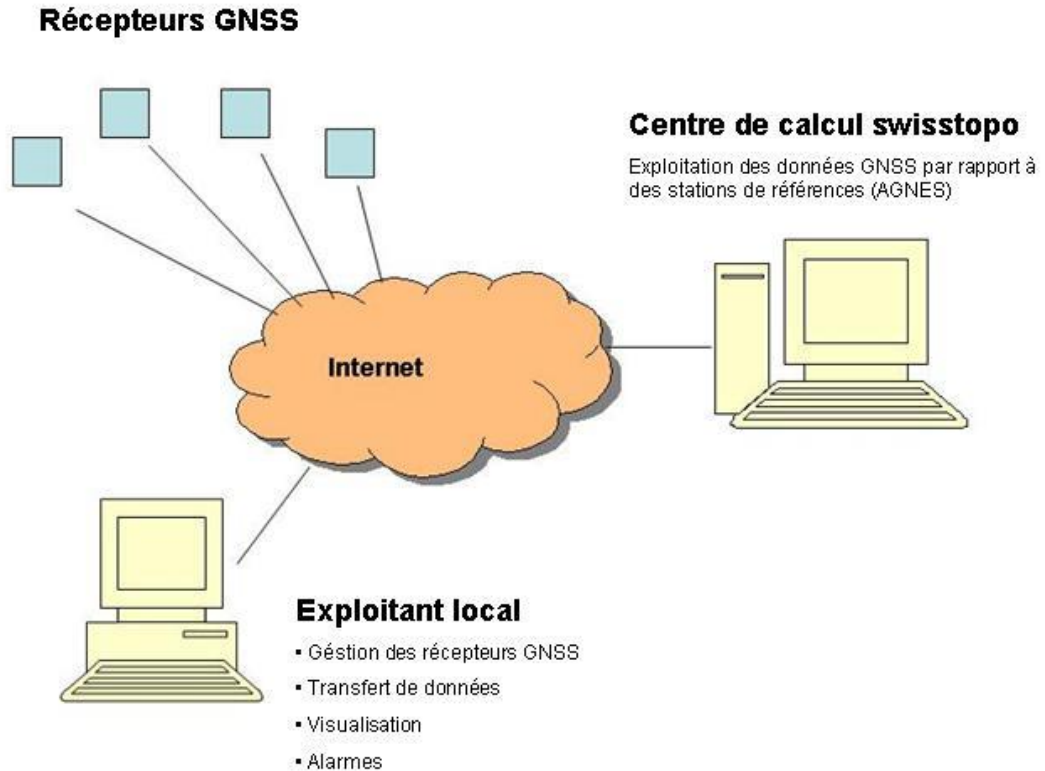 Récepteurs GNSS
Centre de calcul swisstopo
Exploitation des données GNSS par rapport à
des stations de références (AGNES)
Internet
Exploitant local
▪ Géstion des récepteurs GNSS
▪ Transfert de données
▪ Visualisation
▪ Alarmes